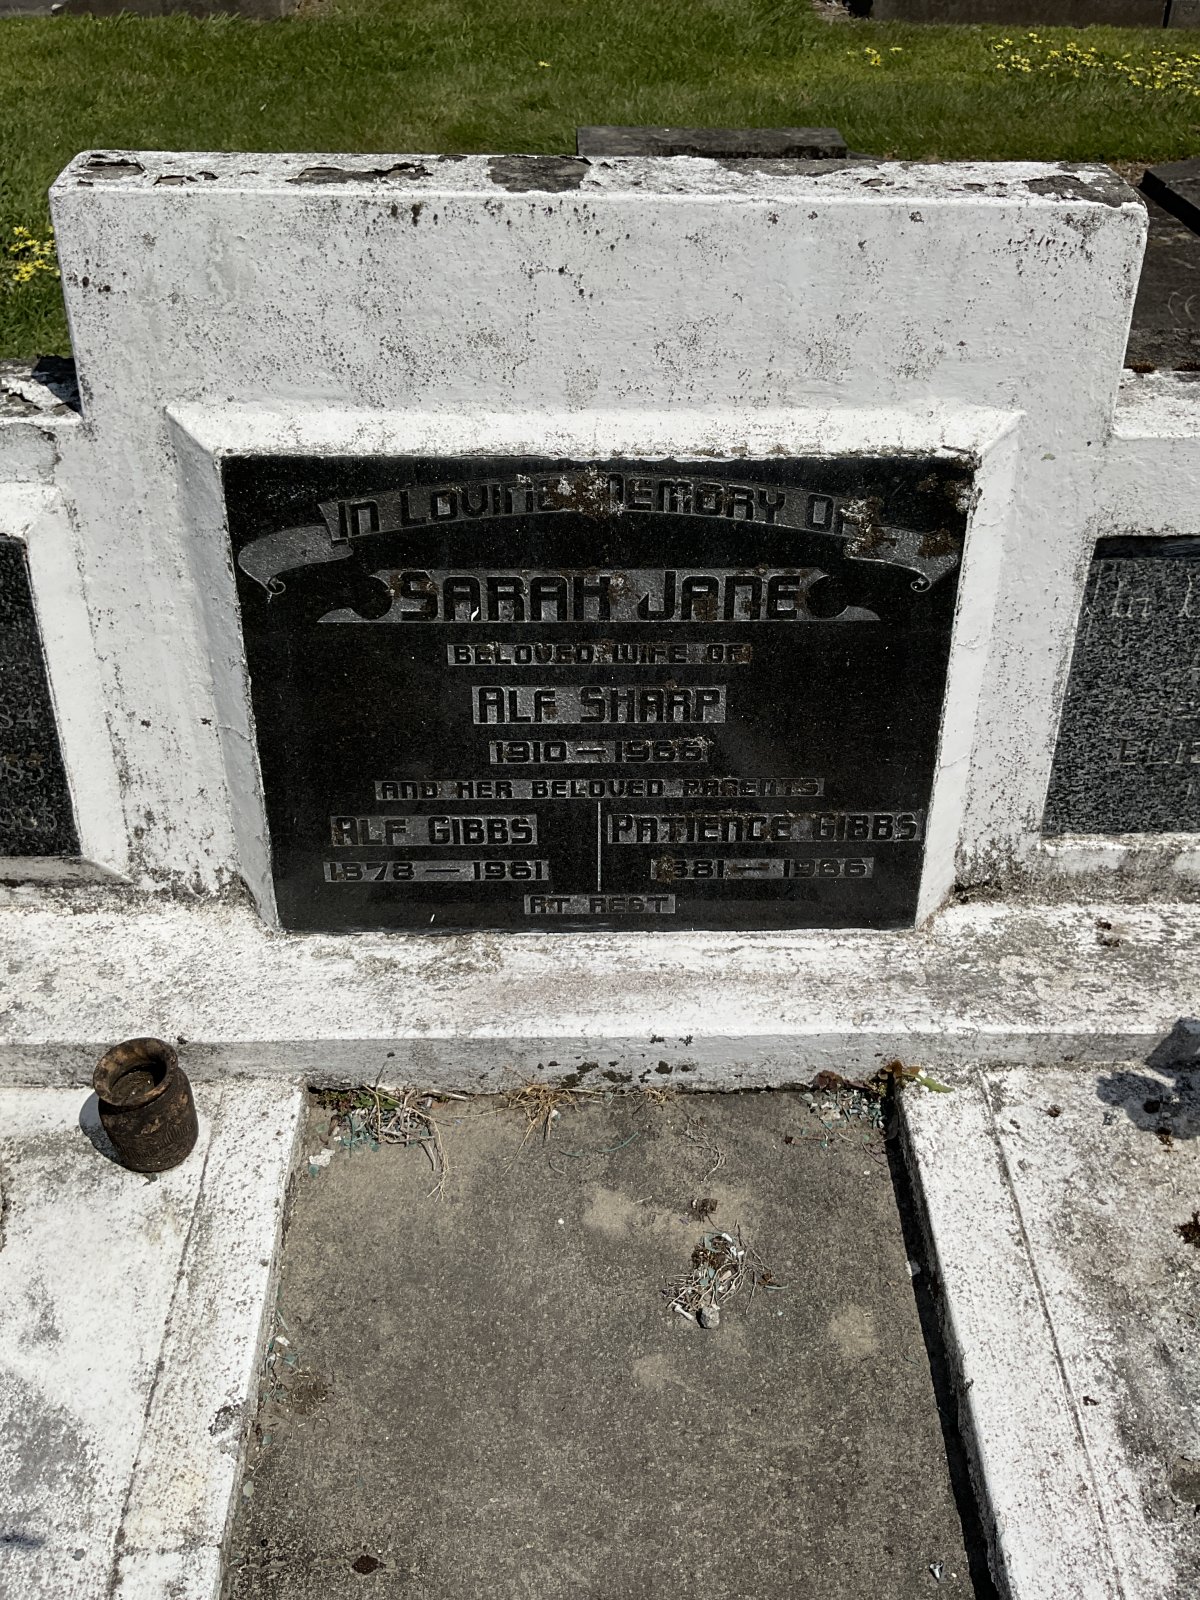 IN LOVING MEMORY OF
SARAH JANE
BELOVED WIFE OF
ALF SHARP
1910 — 1966
AND HER BELOVED PARENTS
ALF GIBBS
1878 — 1961
PATIENCE GIBBS
1881 — 1966
AT REST